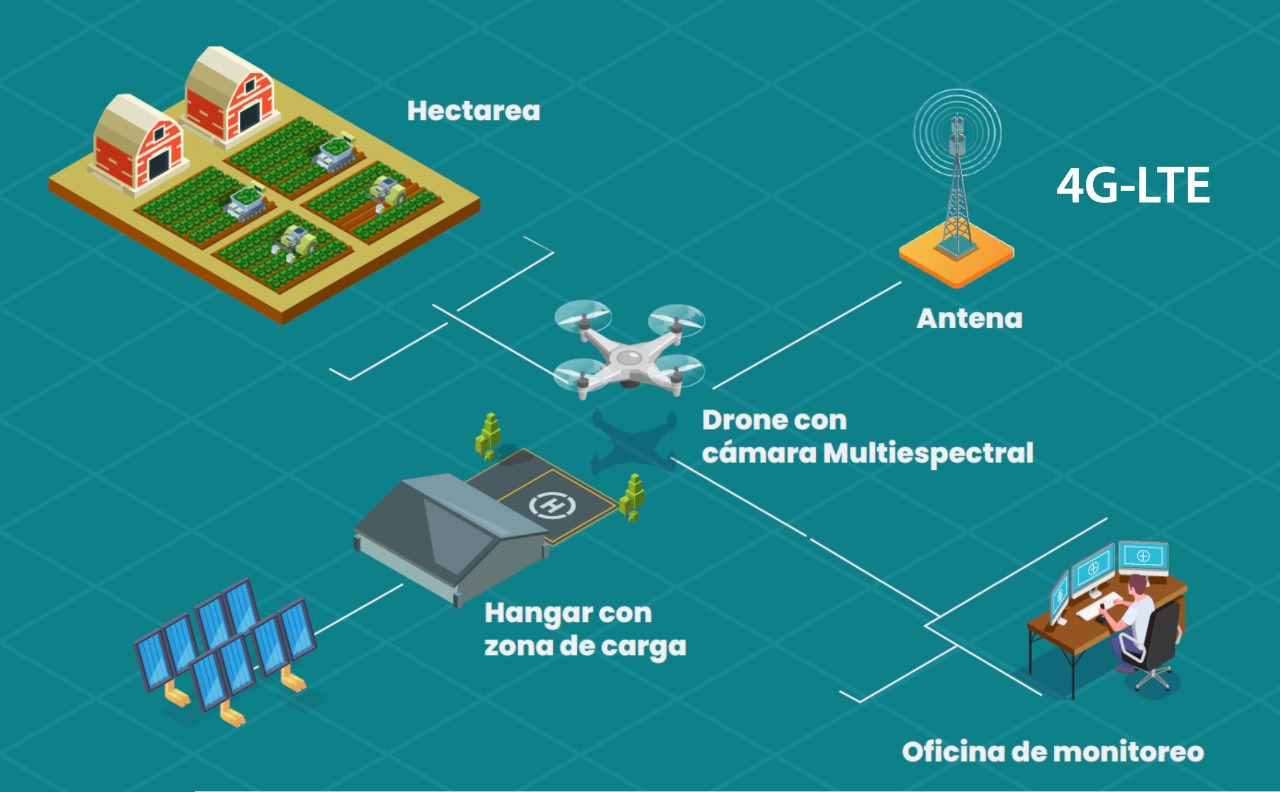 Hectarea
4G-LTE
Antena
Drone con
cámara Multiespectral
H
Hangar con
zona de carga
Oficina de monitoreo